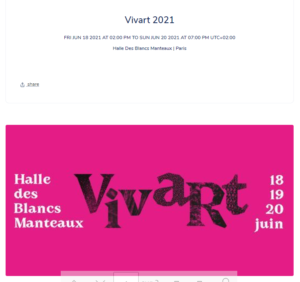 Vivart 2021
FRI JUN 18 2021 AT 02:00 PM TO SUN JUN 20 2021 AT 07:00 PM UTC+02:00
Halle Des Blancs Manteaux | Paris
share
Halle
des
Blancs
Manteaux
VivArt
18
19
20
juin